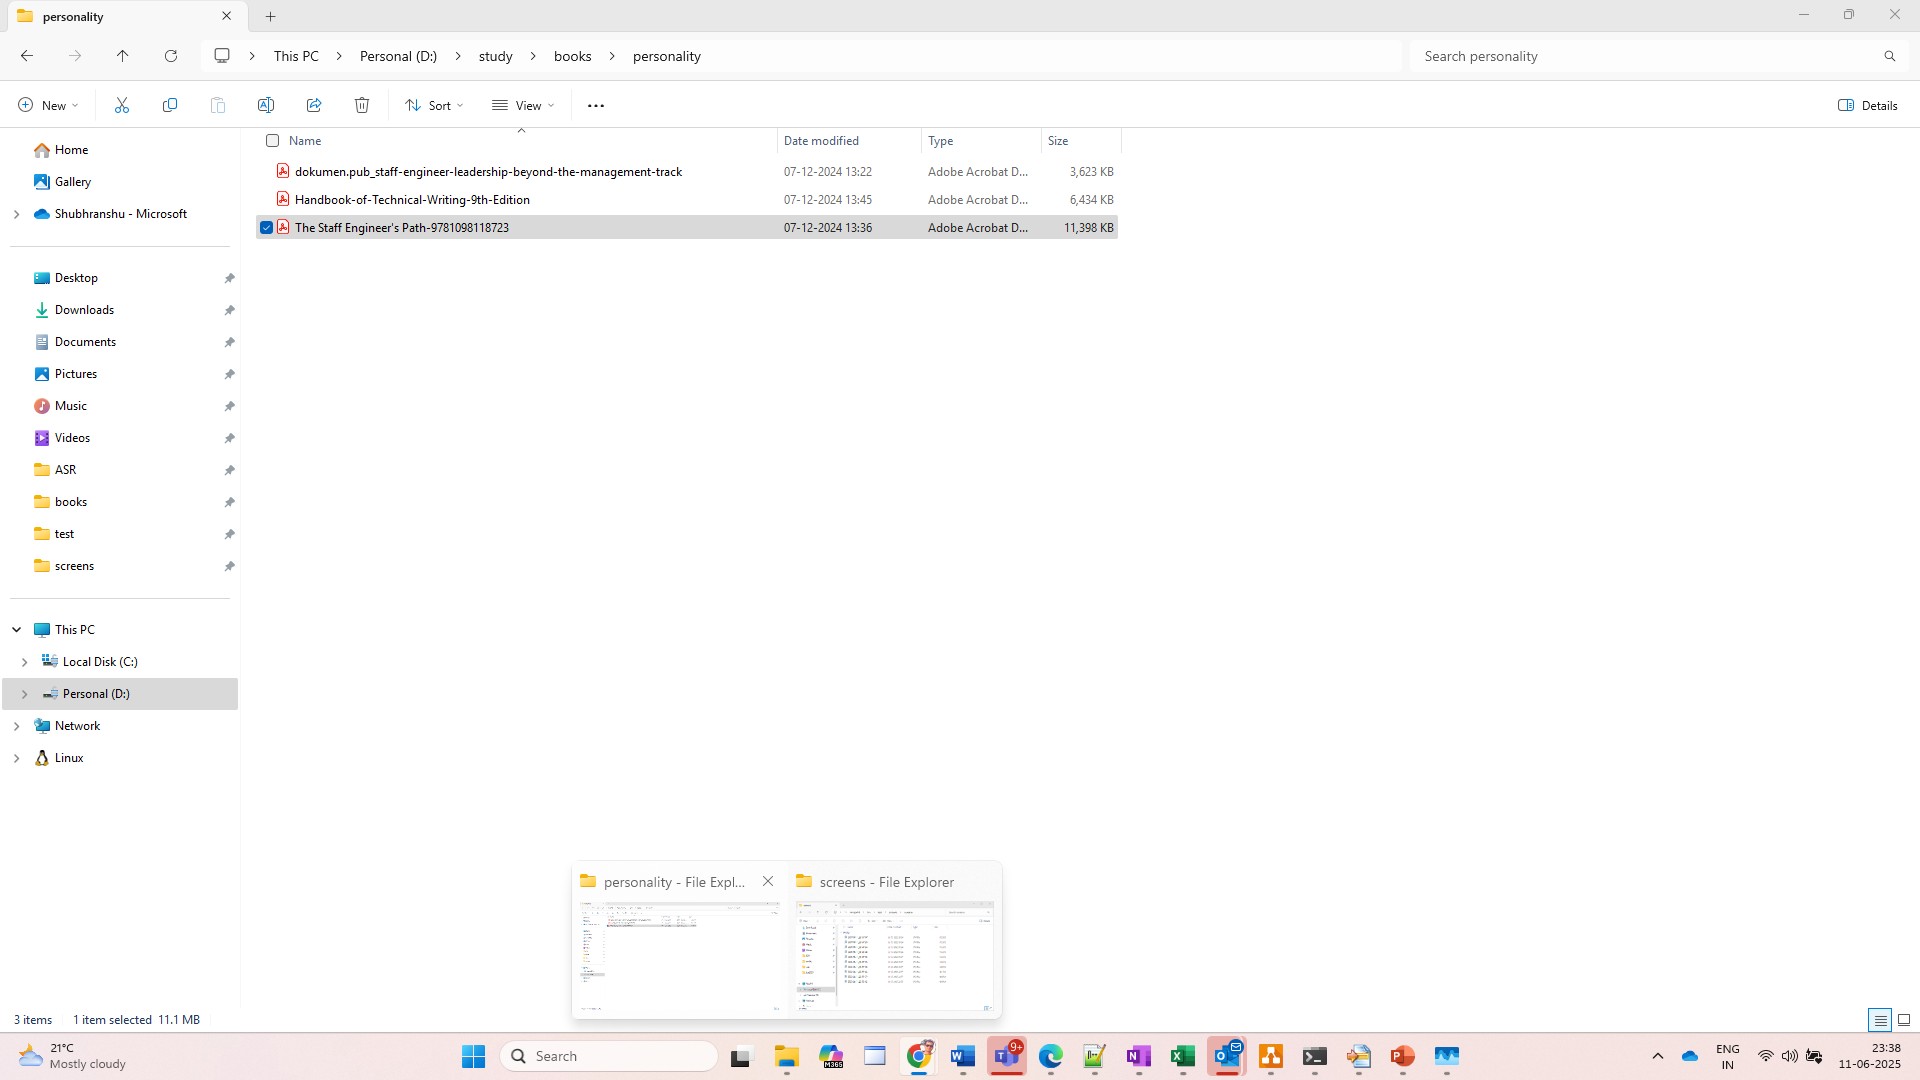 personality
This PC
Personal (D:)
study
books
personality
Search personality
New
Sort
View
Details
Name
Date modified
Type
Size
dokumen.pub_staff-engineer-leadership-beyond-the-management-track
07-12-2024 13:22
Adobe Acrobat D...
3,623 KB
Handbook-of-Technical-Writing-9th-Edition
07-12-2024 13:45
Adobe Acrobat D...
6,434 KB
The Staff Engineer's Path-9781098118723
07-12-2024 13:36
Adobe Acrobat D...
11,398 KB
Home
Gallery
Shubhranshu - Microsoft
Desktop
Downloads
Documents
Pictures
Music
Videos
ASR
books
test
screens
This PC
Local Disk (C:)
Personal (D:)
Network
Linux
personality - File Expl...
screens - File Explorer
3 items
1 item selected 11.1 MB
21°C
Mostly cloudy
Search
M365
9+
ENG
IN
23:38
11-06-2025